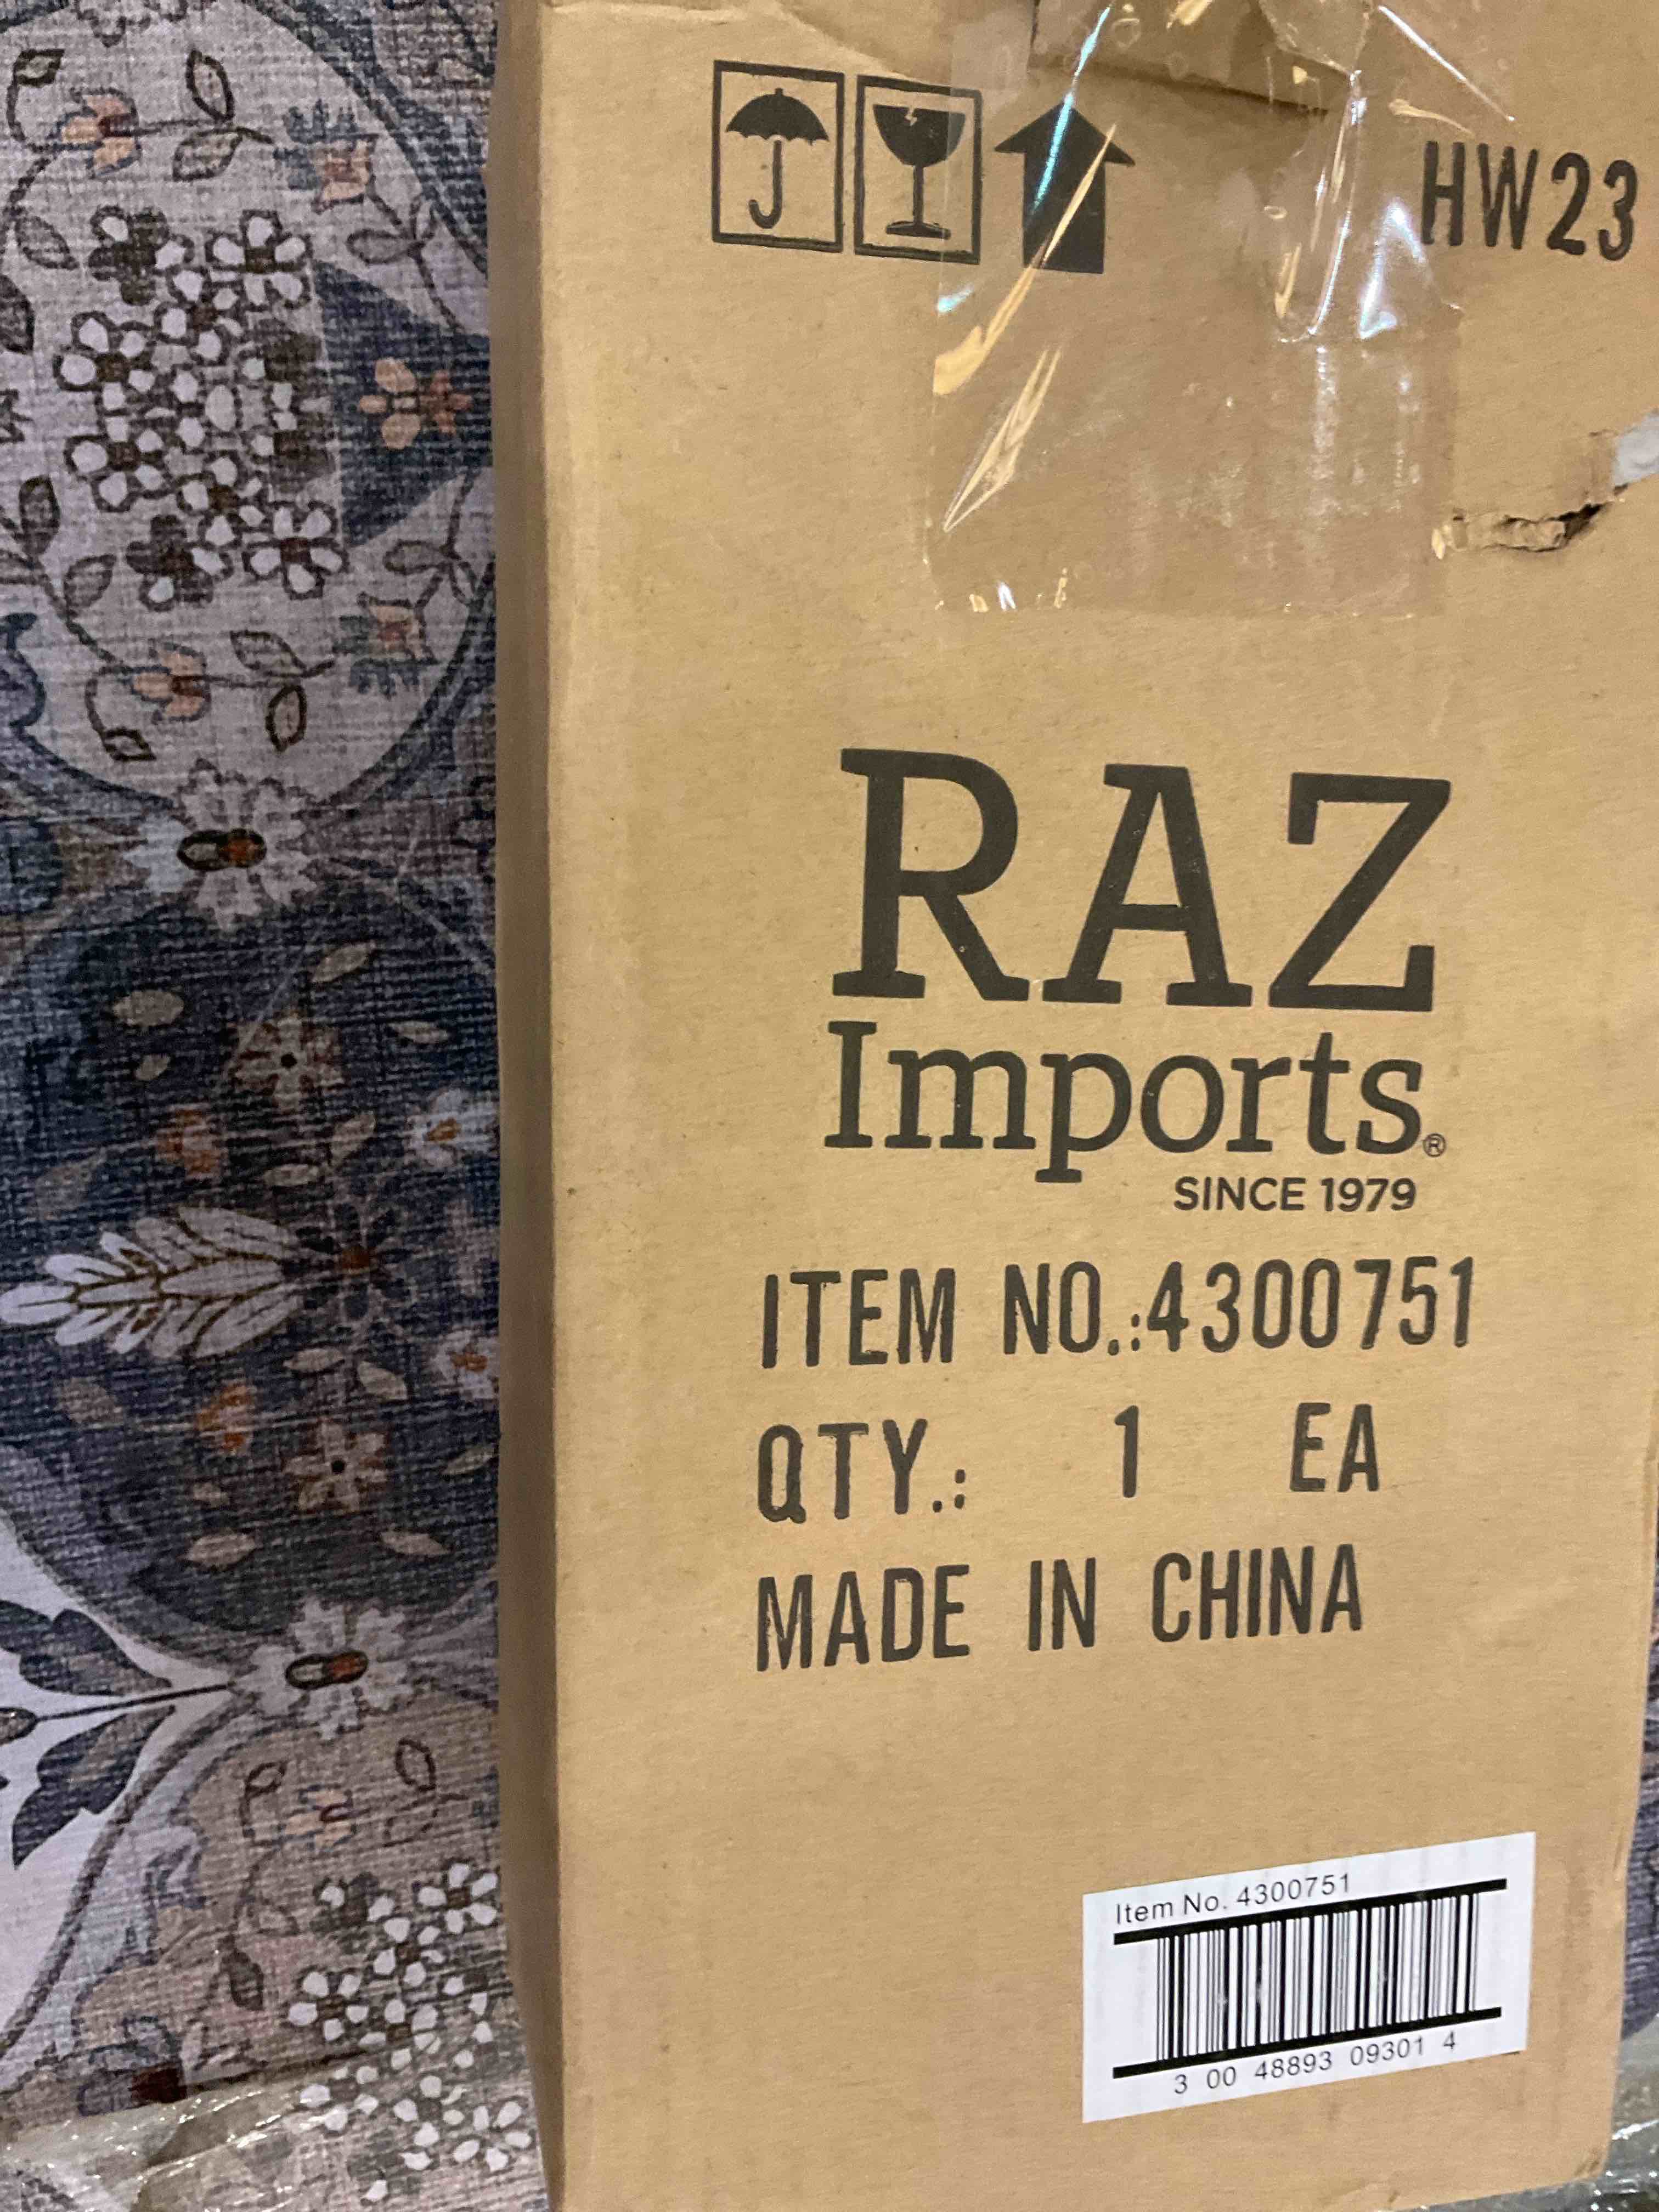 HW23
RAZ
Imports®
SINCE 1979
ITEM NO.:4300751
QTY.: 1 EA
MADE IN CHINA
Item No. 4300751
3 00 48893 09301 4